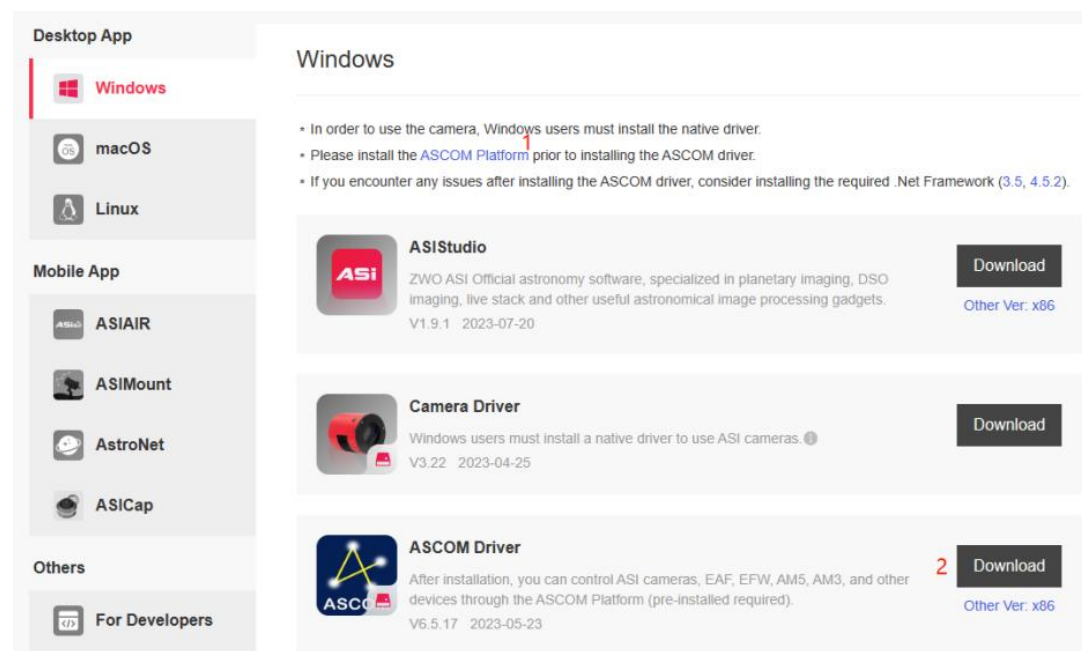 Desktop App
Windows
macOS
Linux
Mobile App
ASIAIR
ASIMount
AstroNet
ASICap
Others
For Developers
Windows
* In order to use the camera, Windows users must install the native driver.
1
* Please install the ASCOM Platform prior to installing the ASCOM driver.
* If you encounter any issues after installing the ASCOM driver, consider installing the required .Net Framework (3.5, 4.5.2).
ASi
ASIStudio
ZWO ASI Official astronomy software, specialized in planetary imaging, DSO
imaging, live stack and other useful astronomical image processing gadgets.
V1.9.1 2023-07-20
Download
Other Ver: x86
Camera Driver
Windows users must install a native driver to use ASI cameras.
V3.22 2023-04-25
Download
ASCOM Driver
After installation, you can control ASI cameras, EAF, EFW, AM5, AM3, and other
devices through the ASCOM Platform (pre-installed required).
V6.5.17 2023-05-23
2
Download
Other Ver: x86